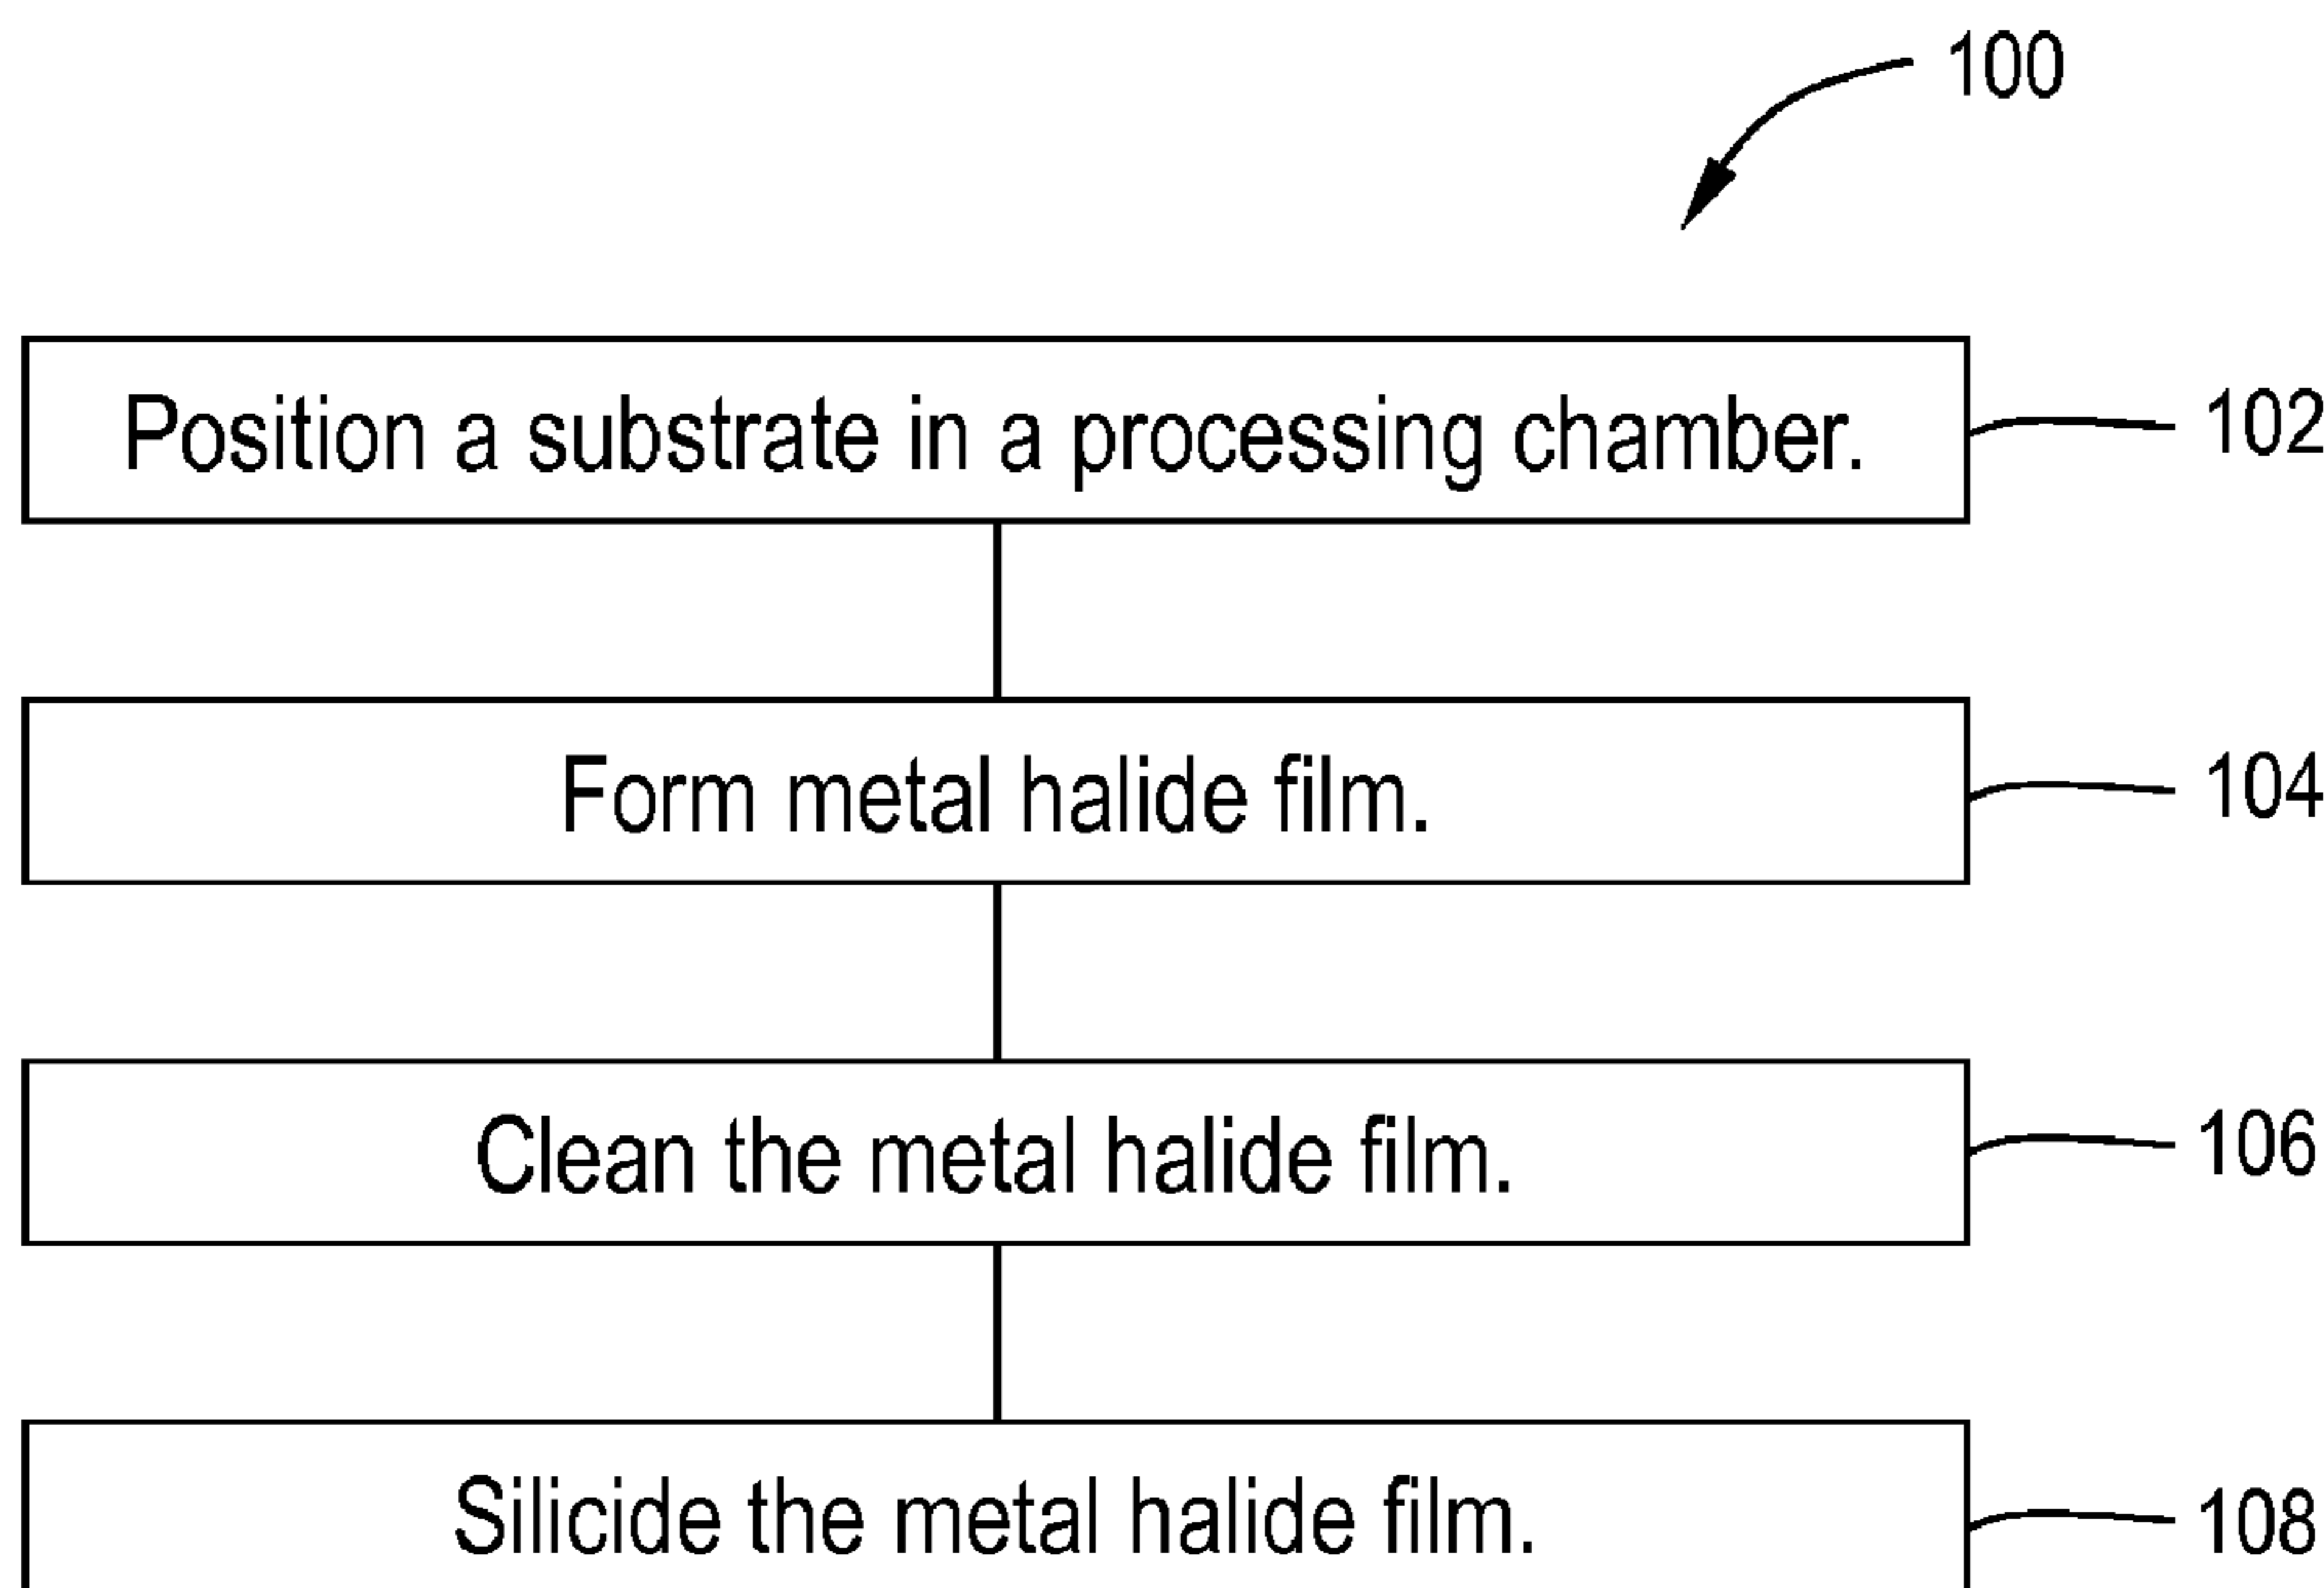 100
Position a substrate in a processing chamber.
102
Form metal halide film.
104
Clean the metal halide film.
106
Silicide the metal halide film.
108